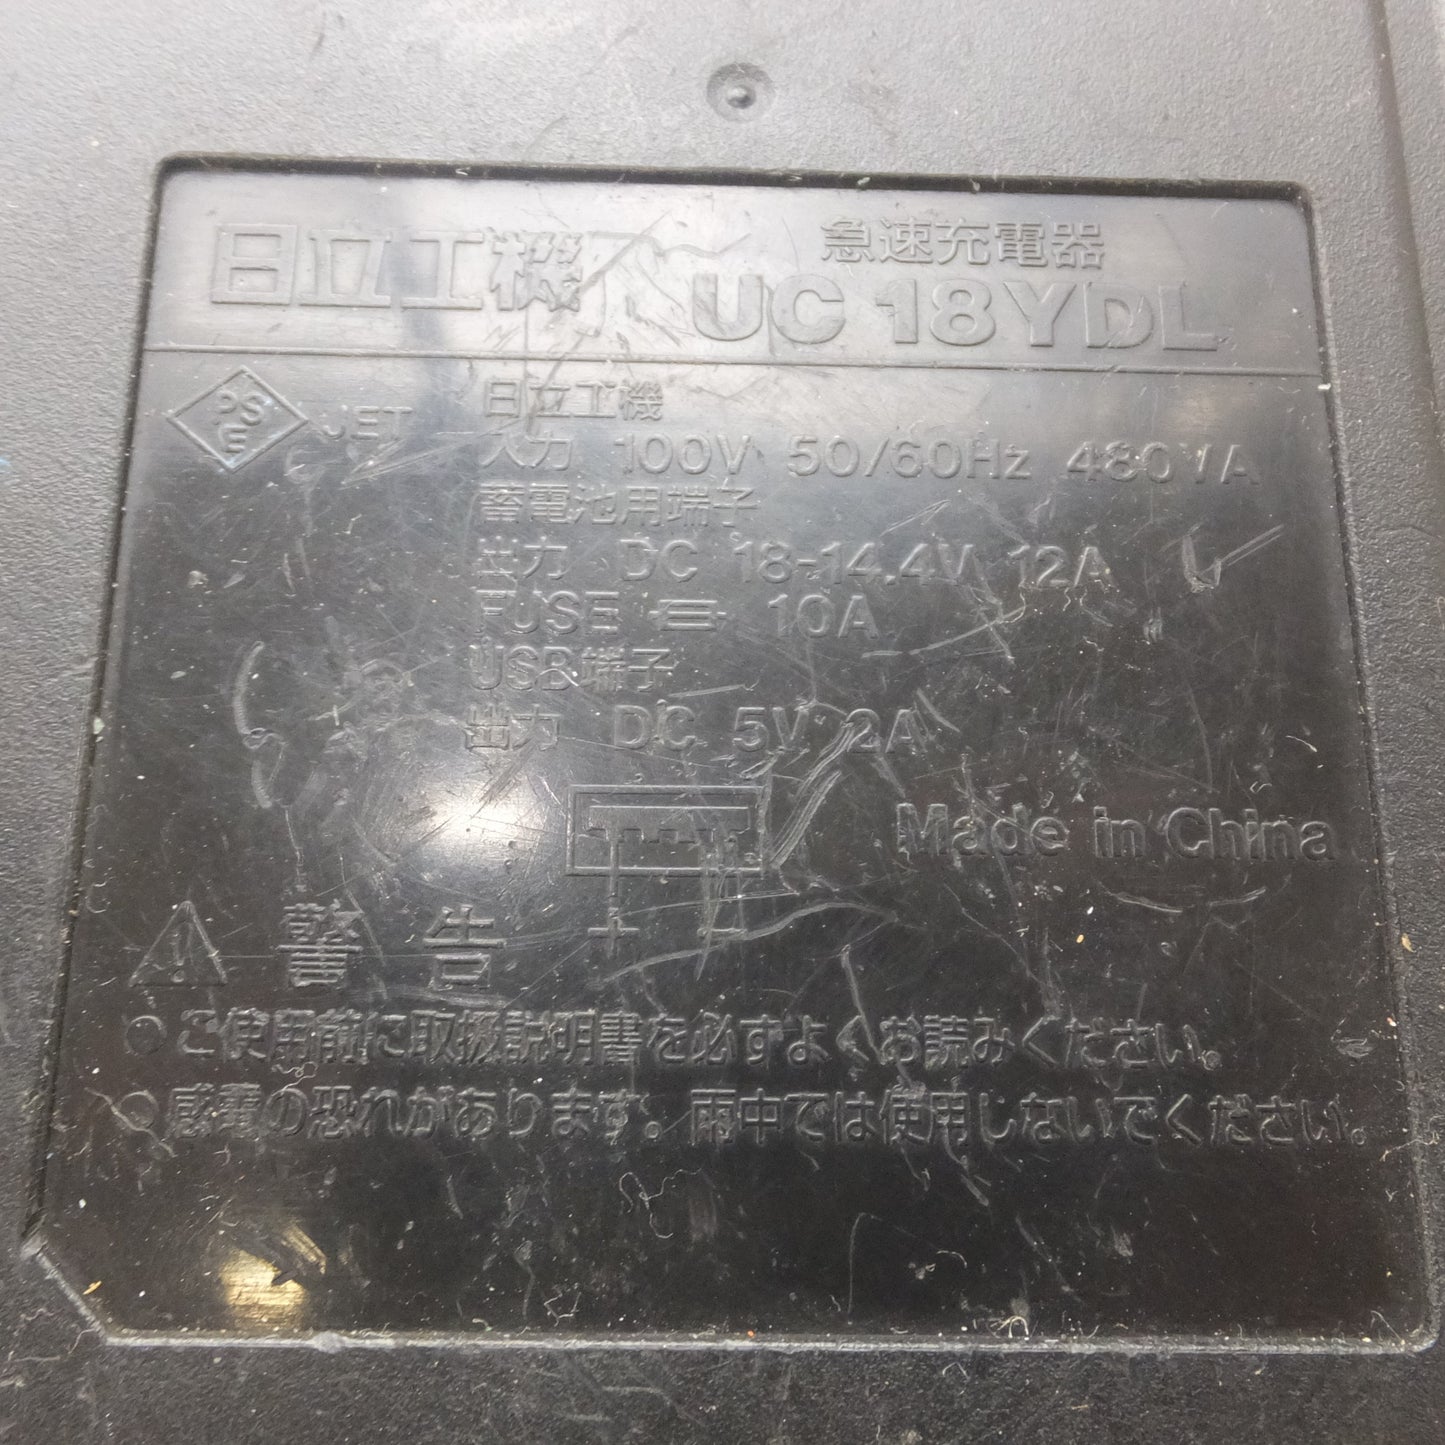 日立工機
急速充電器
UC 18YDL
PSE JET
日立工機
入力 100V 50/60Hz 480VA
蓄電池用端子
出力 DC 18-14.4V 12A
FUSE 10A
USB端子
出力 DC 5V 2A
Made in China
+ −
警告
ご使用前に取扱説明書を必ずよくお読みください。
感電の恐れがあります。雨中では使用しないでください。